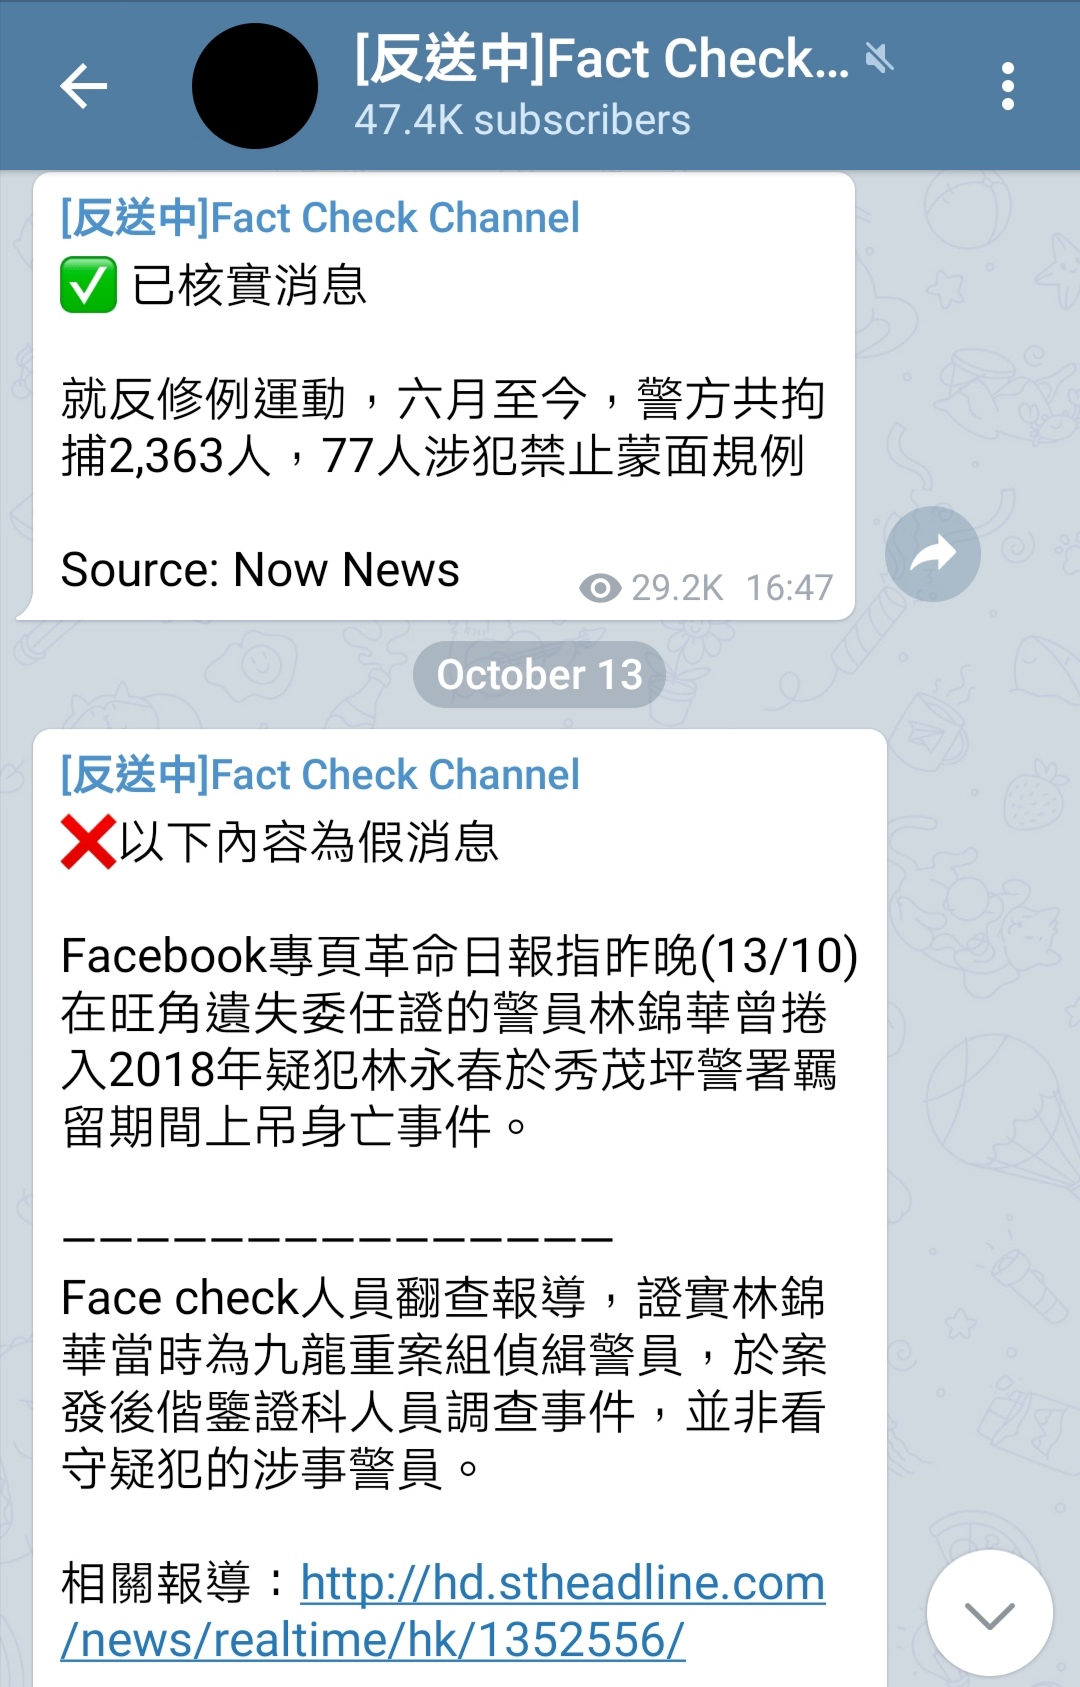 [反送中]Fact Check...
47.4K subscribers
[反送中]Fact Check Channel
✅ 已核實消息
就反修例運動，六月至今，警方共拘
捕2,363人，77人涉犯禁止蒙面規例
Source: Now News
29.2K 16:47
October 13
[反送中]Fact Check Channel
❌以下內容為假消息
Facebook專頁革命日報指昨晚(13/10)
在旺角遺失委任證的警員林錦華曾捲
入2018年疑犯林永春於秀茂坪警署羈
留期間上吊身亡事件。
———————————————
Face check人員翻查報導，證實林錦
華當時為九龍重案組偵緝警員，於案
發後偕鑒證科人員調查事件，並非看
守疑犯的涉事警員。
相關報導：http://hd.stheadline.com
/news/realtime/hk/1352556/